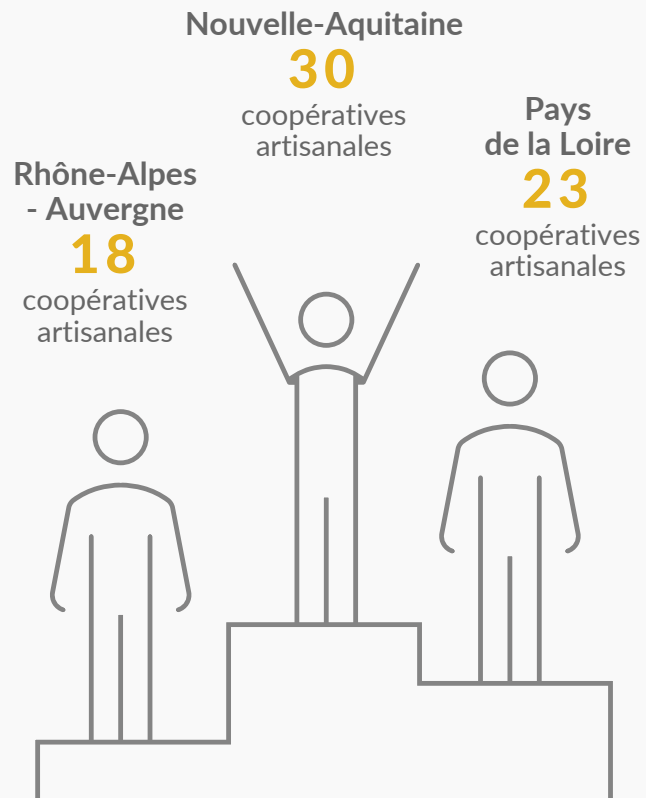 Nouvelle-Aquitaine
30
coopératives
artisanales
Pays
de la Loire
23
coopératives
artisanales
Rhône-Alpes
- Auvergne
18
coopératives
artisanales